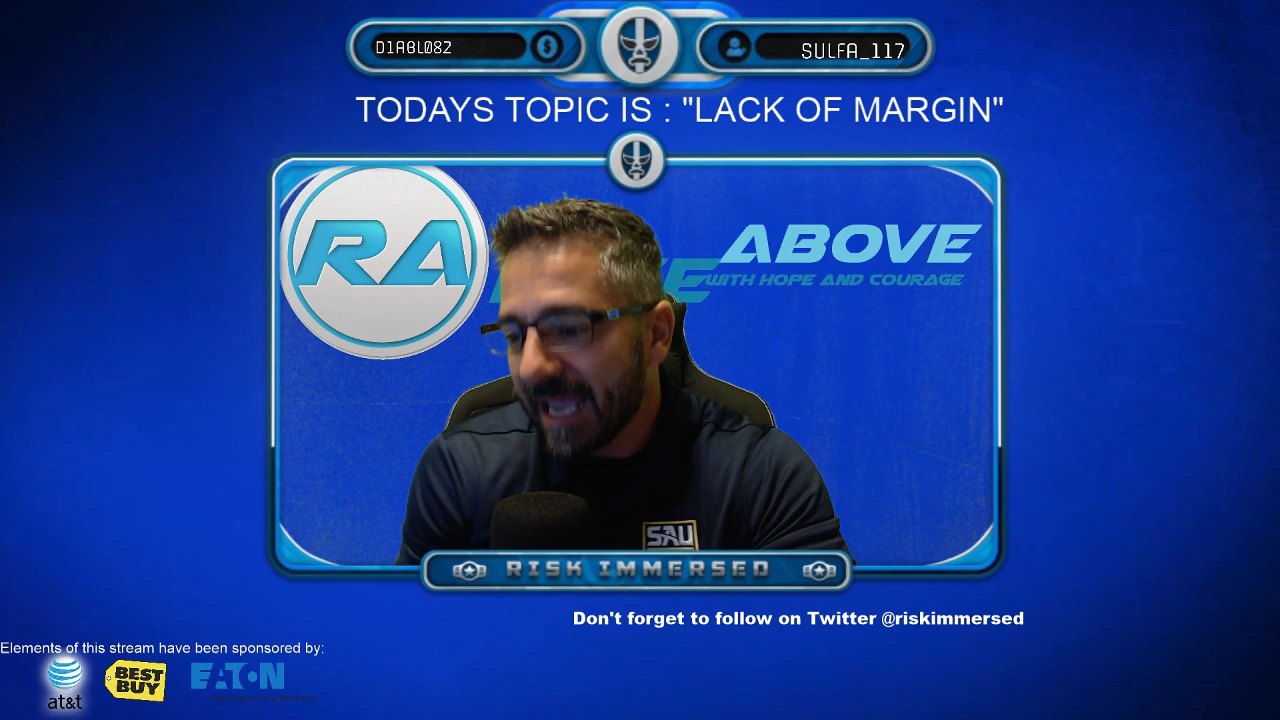 D1ABL082
SULFA_117
TODAYS TOPIC IS : "LACK OF MARGIN"
RA
ABOVE
WITH HOPE AND COURAGE
SAU
RISK IMMERSED
Don't forget to follow on Twitter @riskimmersed
Elements of this stream have been sponsored by:
at&t
BEST
BUY
EATON